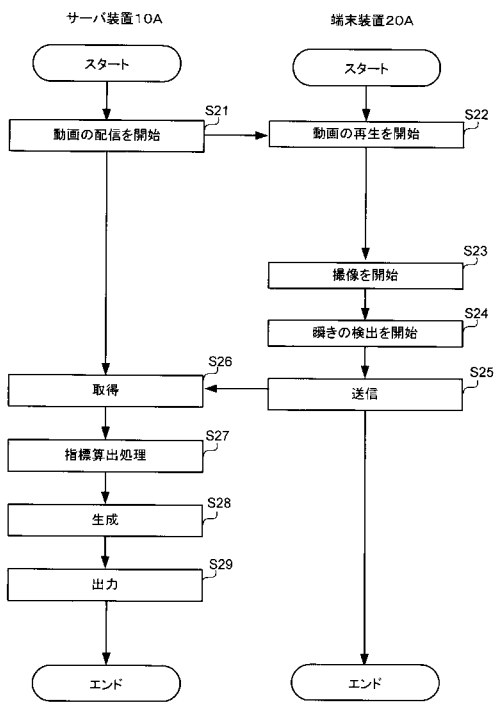 サーバ装置10A
端末装置20A
スタート
スタート
S21
動画の配信を開始
S22
動画の再生を開始
S23
撮像を開始
S24
瞬きの検出を開始
S26
取得
S25
送信
S27
指標算出処理
S28
生成
S29
出力
エンド
エンド